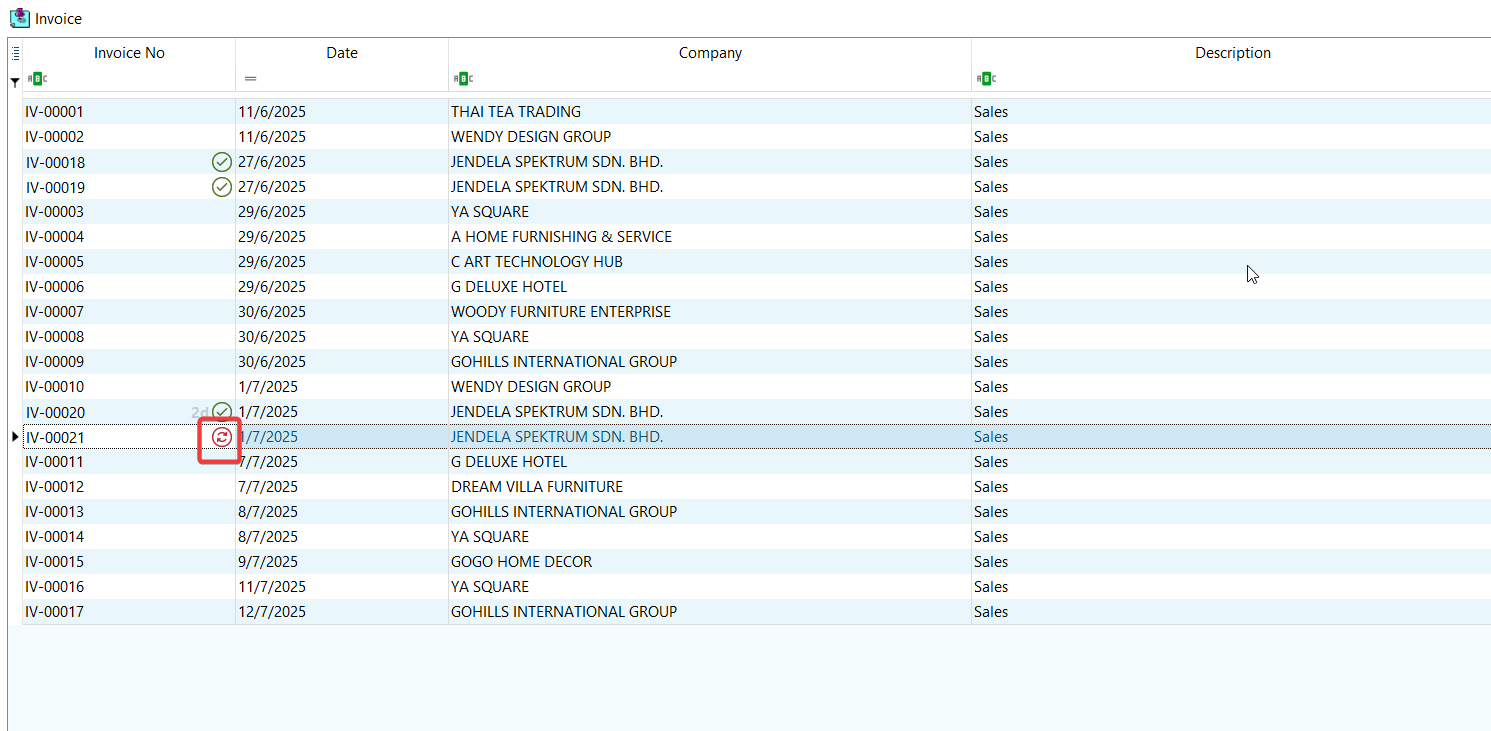 Invoice
Invoice No Date Company Description
ABC = ABC ABC
IV-00001 11/6/2025 THAI TEA TRADING Sales
IV-00002 11/6/2025 WENDY DESIGN GROUP Sales
IV-00018 27/6/2025 JENDELA SPEKTRUM SDN. BHD. Sales
IV-00019 27/6/2025 JENDELA SPEKTRUM SDN. BHD. Sales
IV-00003 29/6/2025 YA SQUARE Sales
IV-00004 29/6/2025 A HOME FURNISHING & SERVICE Sales
IV-00005 29/6/2025 C ART TECHNOLOGY HUB Sales
IV-00006 29/6/2025 G DELUXE HOTEL Sales
IV-00007 30/6/2025 WOODY FURNITURE ENTERPRISE Sales
IV-00008 30/6/2025 YA SQUARE Sales
IV-00009 30/6/2025 GOHILLS INTERNATIONAL GROUP Sales
IV-00010 1/7/2025 WENDY DESIGN GROUP Sales
IV-00020 2d 1/7/2025 JENDELA SPEKTRUM SDN. BHD. Sales
IV-00021 1/7/2025 JENDELA SPEKTRUM SDN. BHD. Sales
IV-00011 7/7/2025 G DELUXE HOTEL Sales
IV-00012 7/7/2025 DREAM VILLA FURNITURE Sales
IV-00013 8/7/2025 GOHILLS INTERNATIONAL GROUP Sales
IV-00014 8/7/2025 YA SQUARE Sales
IV-00015 9/7/2025 GOGO HOME DECOR Sales
IV-00016 11/7/2025 YA SQUARE Sales
IV-00017 12/7/2025 GOHILLS INTERNATIONAL GROUP Sales